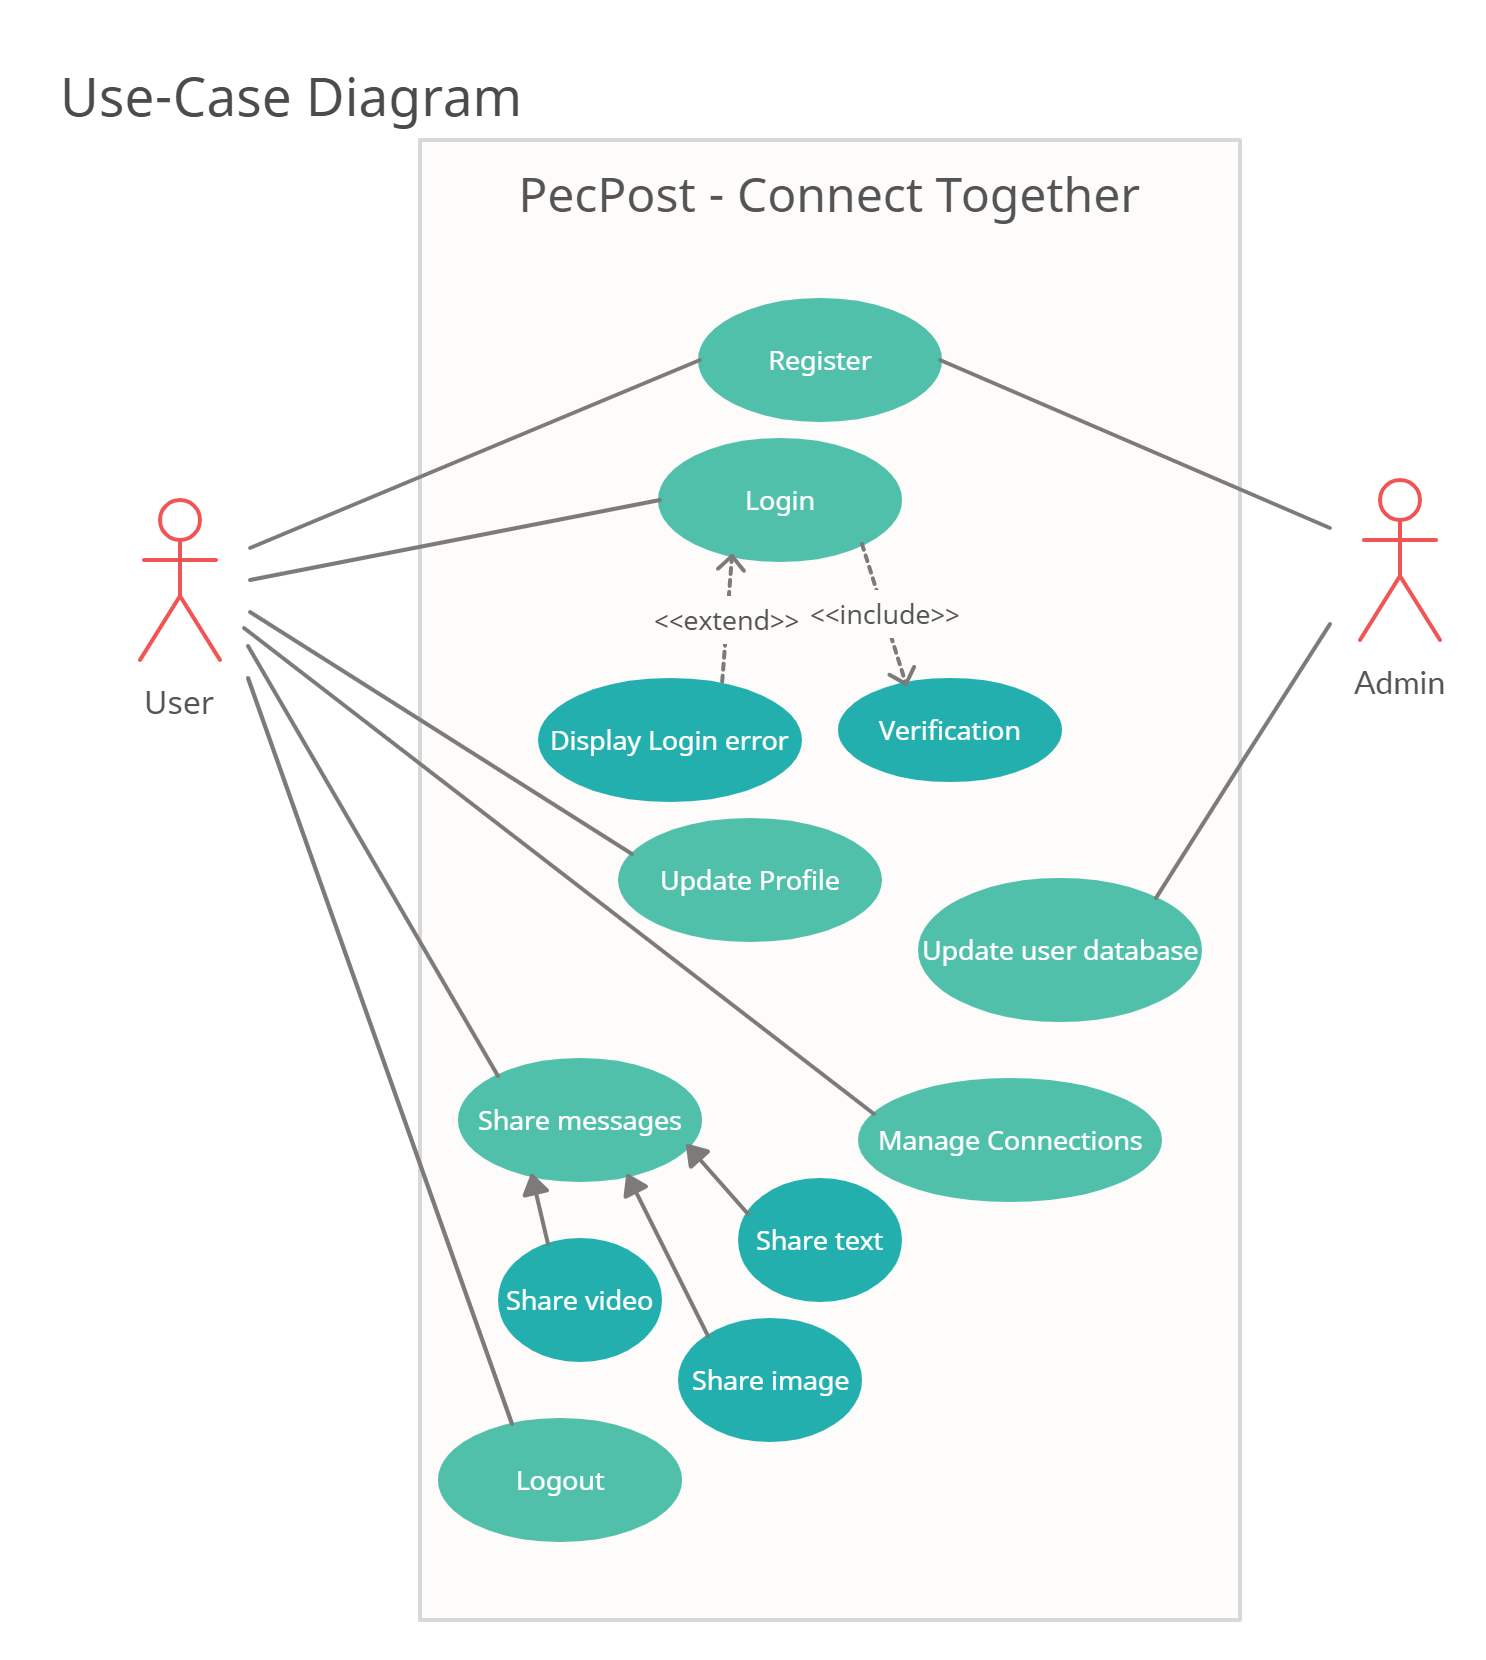 Use-Case Diagram
PecPost - Connect Together
Register
Login
<<extend>>
<<include>>
User
Admin
Display Login error
Verification
Update Profile
Update user database
Share messages
Manage Connections
Share text
Share video
Share image
Logout